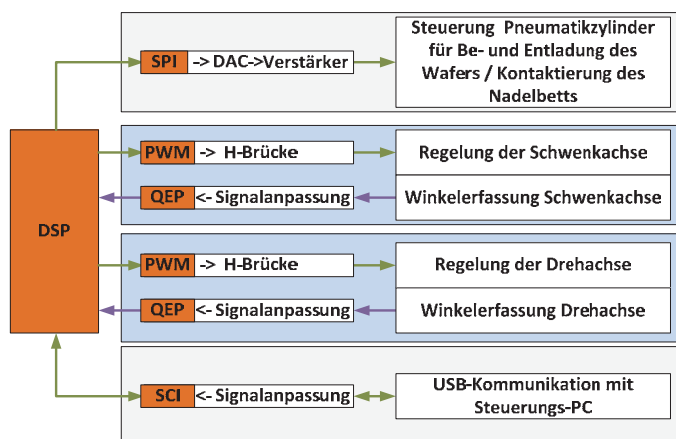 SPI -> DAC->Verstärker
Steuerung Pneumatikzylinder
für Be- und Entladung des
Wafers / Kontaktierung des
Nadelbetts
DSP
PWM -> H-Brücke
Regelung der Schwenkachse
QEP <- Signalanpassung
Winkelerfassung Schwenkachse
PWM -> H-Brücke
Regelung der Drehachse
QEP <- Signalanpassung
Winkelerfassung Drehachse
SCI <- Signalanpassung
USB-Kommunikation mit
Steuerungs-PC